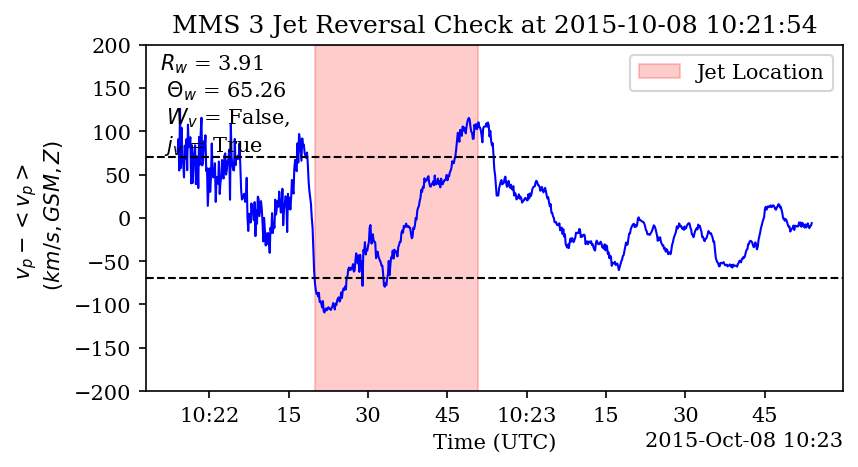 MMS 3 Jet Reversal Check at 2015-10-08 10:21:54
R_w = 3.91
Θ_w = 65.26
W_v = False,
j_v = True
Jet Location
200
150
100
50
0
−50
−100
−150
−200
v_p − < v_p >
(km/s, GSM, Z)
10:22 15 30 45 10:23 15 30 45
Time (UTC)
2015-Oct-08 10:23